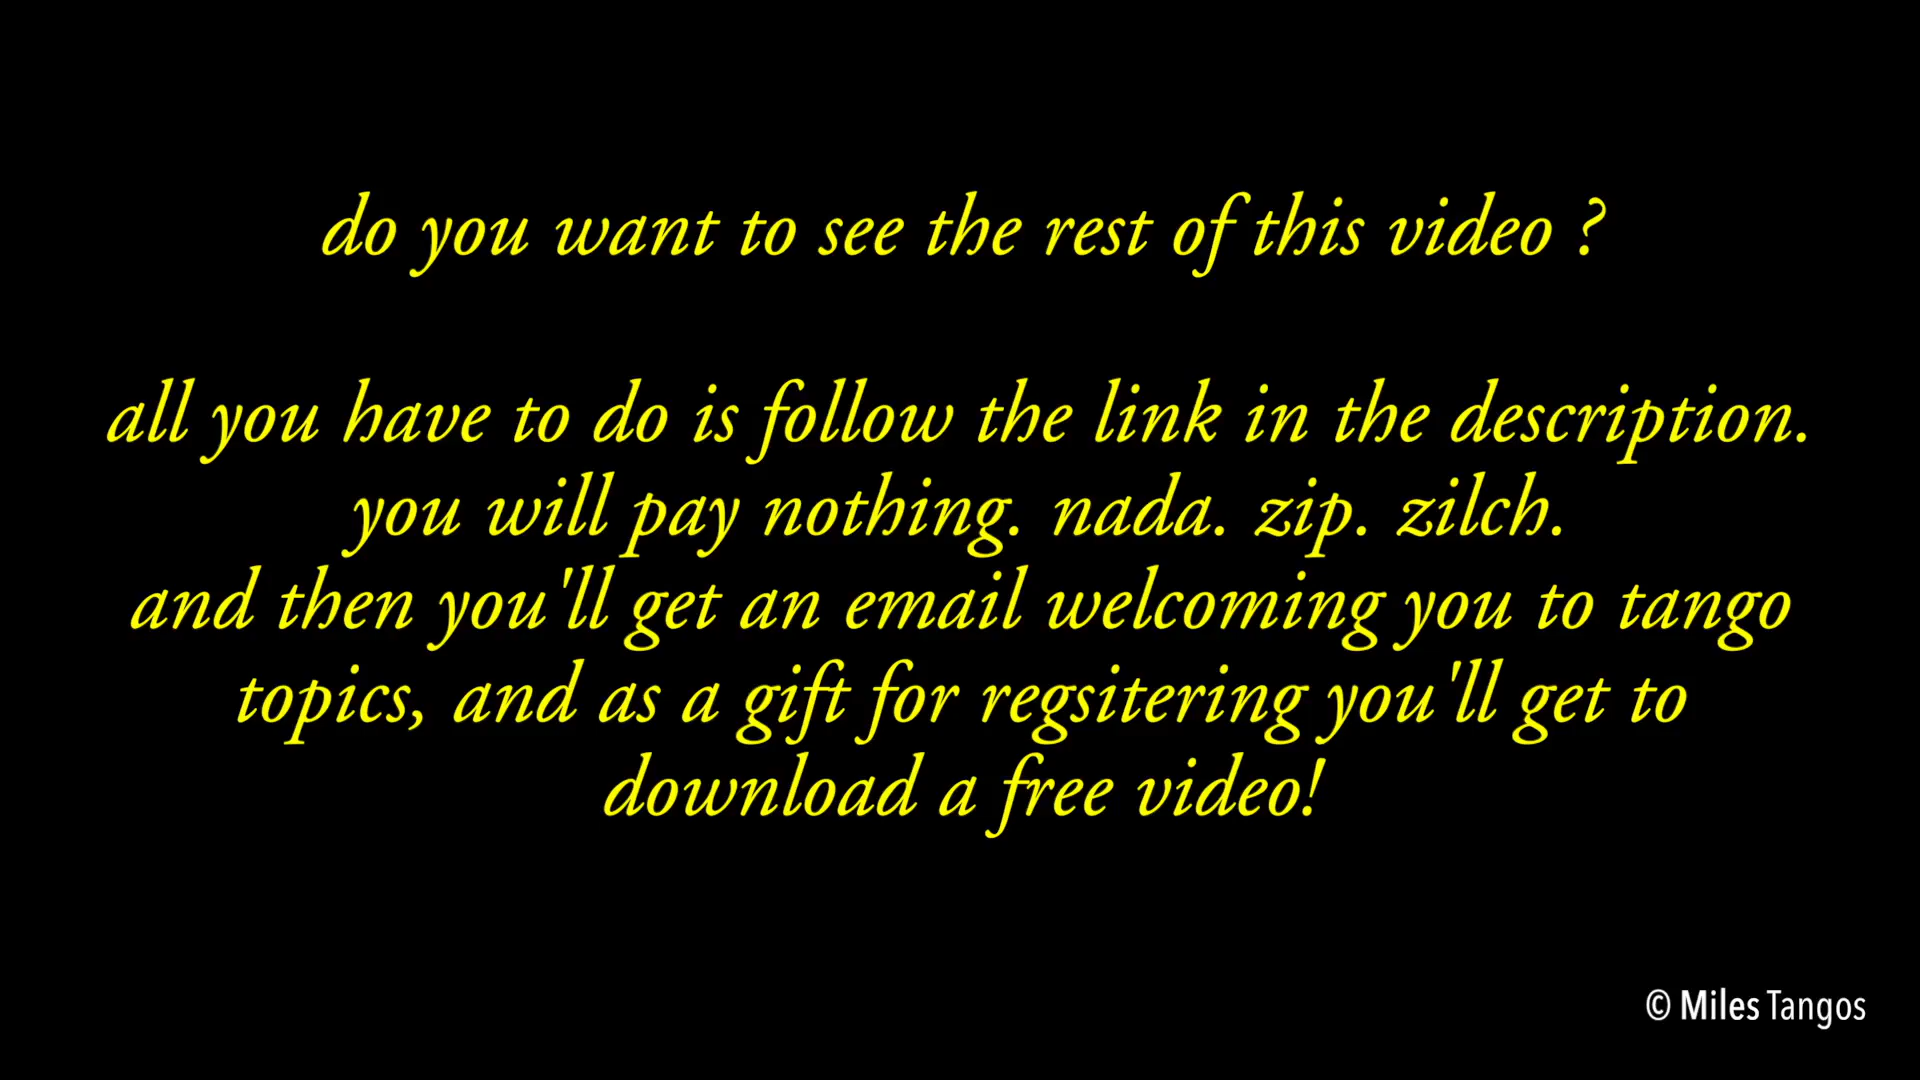 do you want to see the rest of this video ?
all you have to do is follow the link in the description.
you will pay nothing. nada. zip. zilch.
and then you'll get an email welcoming you to tango
topics, and as a gift for regsitering you'll get to
download a free video!
© Miles Tangos